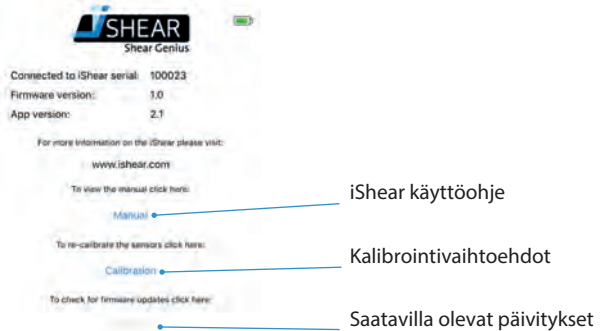 iSHEAR
Shear Genius
Connected to iShear serial: 100023
Firmware version: 1.0
App version: 2.1
For more information on the iShear please visit:
www.ishear.com
To view the manual click here:
Manual
iShear käyttöohje
To re-calibrate the sensors click here:
Calibration
Kalibrointivaihtoehdot
To check for firmware updates click here:
Saatavilla olevat päivitykset